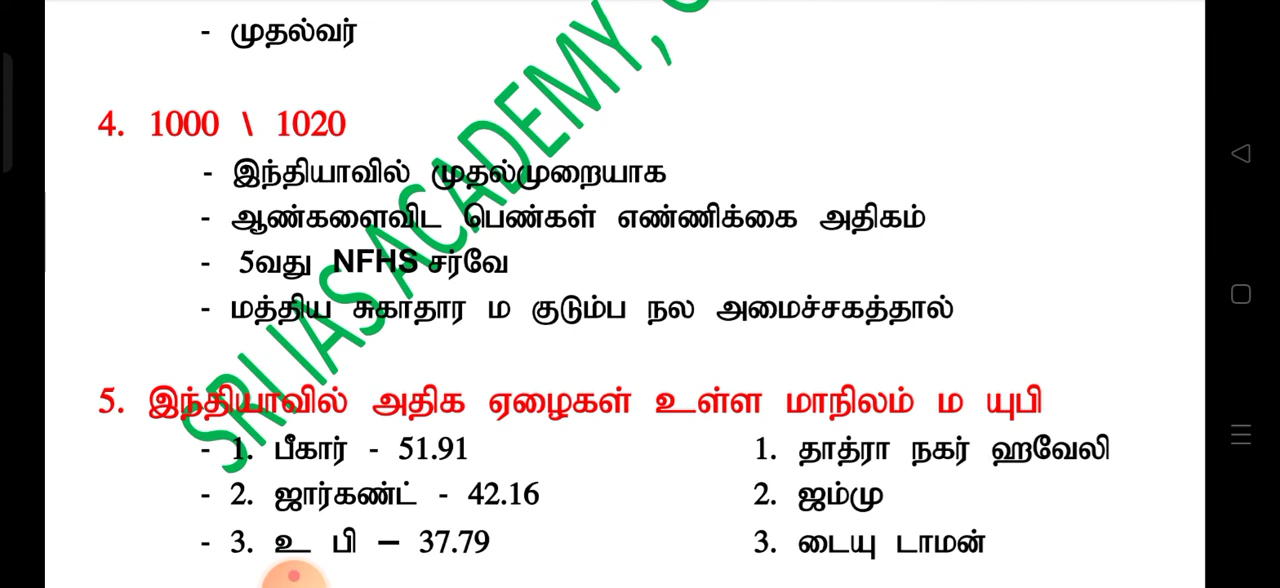 - முதல்வர்
4. 1000 \ 1020
- இந்தியாவில் முதல்முறையாக
- ஆண்களைவிட பெண்கள் எண்ணிக்கை அதிகம்
- 5வது NFHS சர்வே
- மத்திய சுகாதார ம குடும்ப நல அமைச்சகத்தால்
5. இந்தியாவில் அதிக ஏழைகள் உள்ள மாநிலம் ம யுபி
- 1. பீகார் - 51.91 1. தாத்ரா நகர் ஹவேலி
- 2. ஜார்கண்ட் - 42.16 2. ஜம்மு
- 3. உ பி – 37.79 3. டையு டாமன்
SRI IAS ACADEMY,